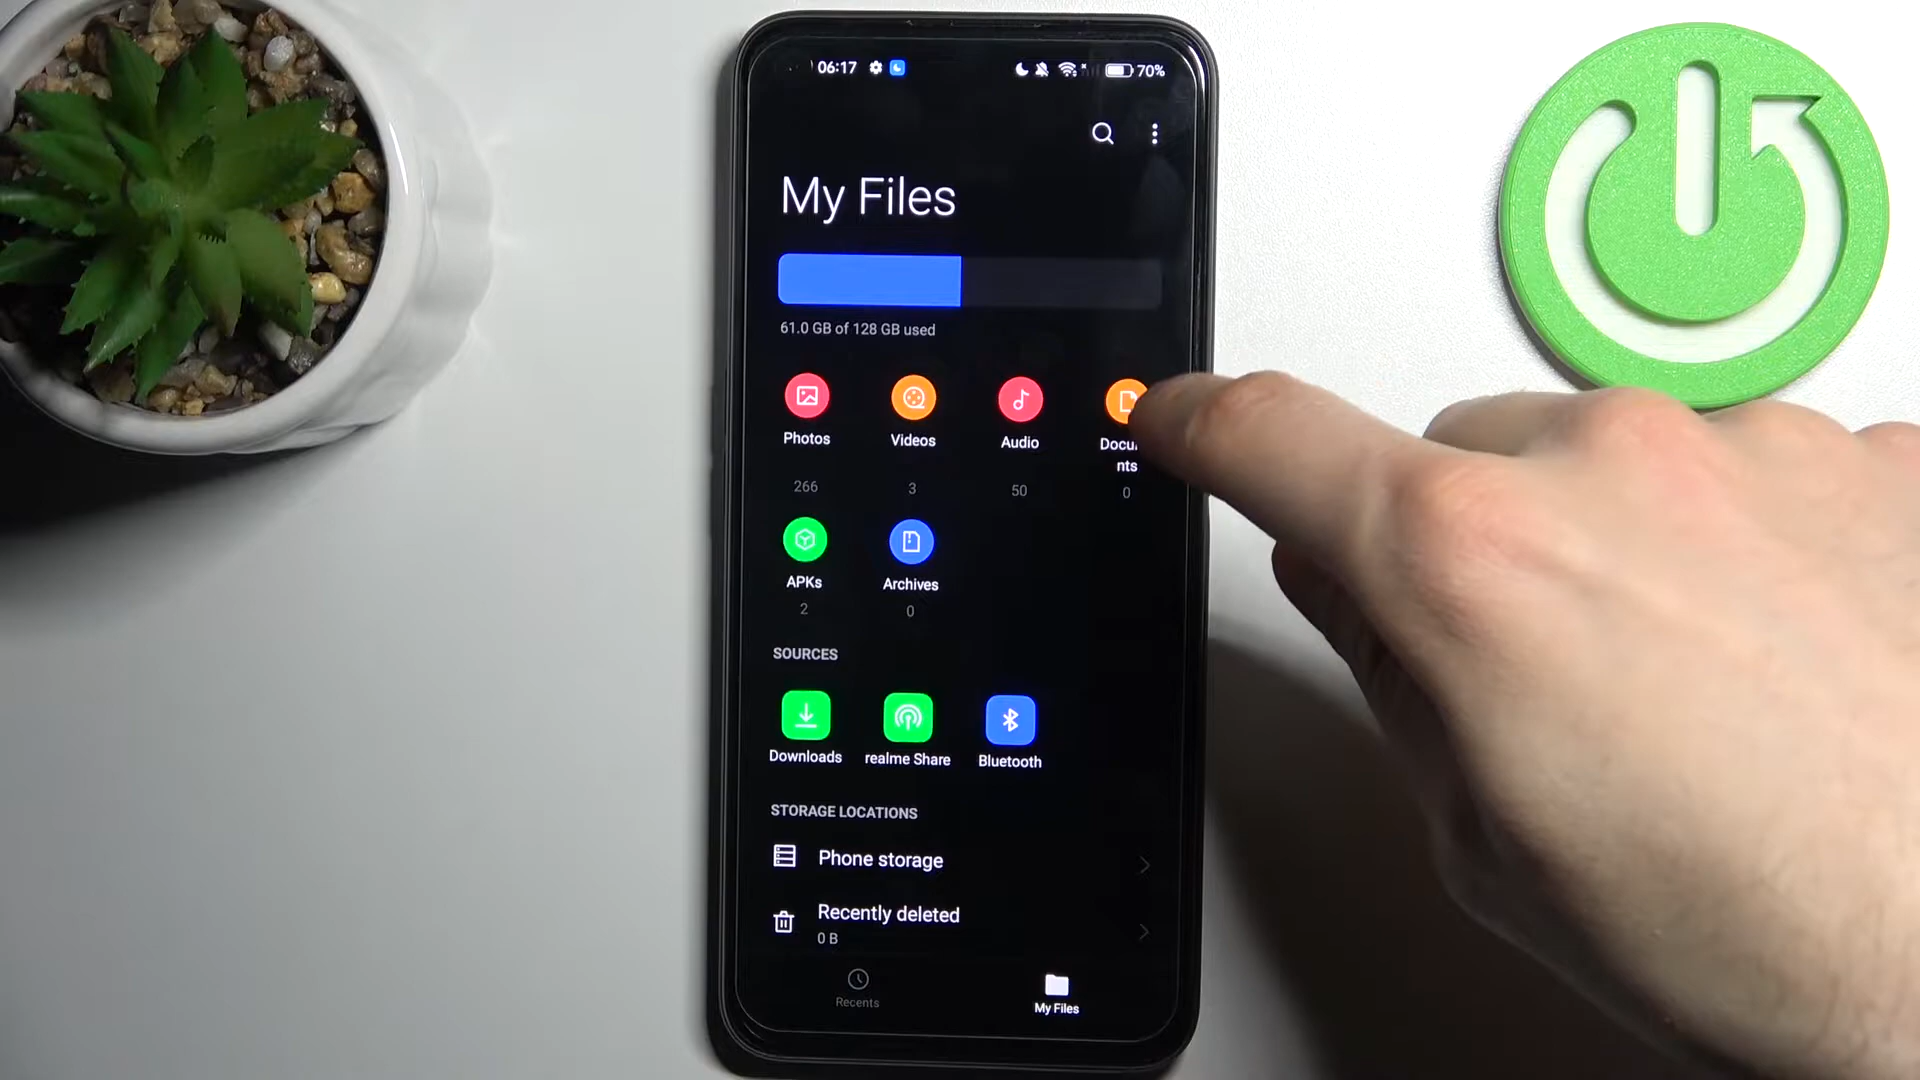 06:17
70%
My Files
61.0 GB of 128 GB used
Photos
Videos
Audio
Docu
nts
266
3
50
0
APKs
Archives
2
0
SOURCES
Downloads
realme Share
Bluetooth
STORAGE LOCATIONS
Phone storage
Recently deleted
0 B
Recents
My Files